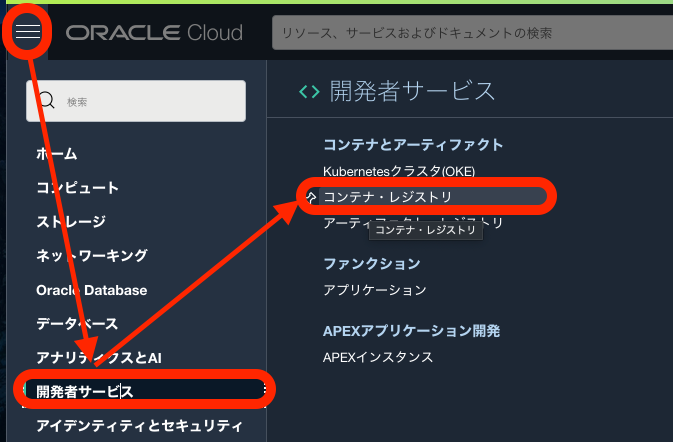 ORACLE Cloud
リソース、サービスおよびドキュメントの検索
検索
ホーム
コンピュート
ストレージ
ネットワーキング
Oracle Database
データベース
アナリティクスとAI
開発者サービス
アイデンティティとセキュリティ
開発者サービス
コンテナとアーティファクト
Kubernetesクラスタ(OKE)
コンテナ・レジストリ
アーティファクト・レジストリ
コンテナ・レジストリ
ファンクション
アプリケーション
APEXアプリケーション開発
APEXインスタンス